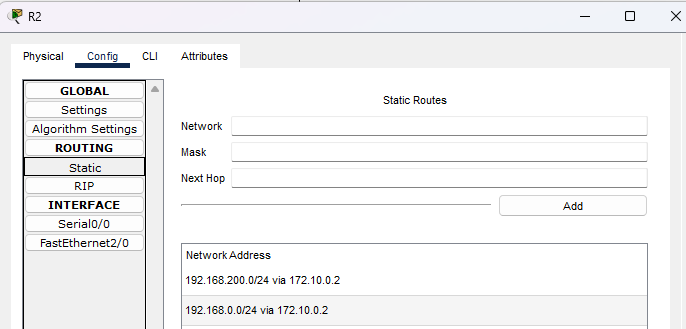 R2
Physical Config CLI Attributes
GLOBAL
Settings
Algorithm Settings
ROUTING
Static
RIP
INTERFACE
Serial0/0
FastEthernet2/0
Static Routes
Network
Mask
Next Hop
Add
Network Address
192.168.200.0/24 via 172.10.0.2
192.168.0.0/24 via 172.10.0.2